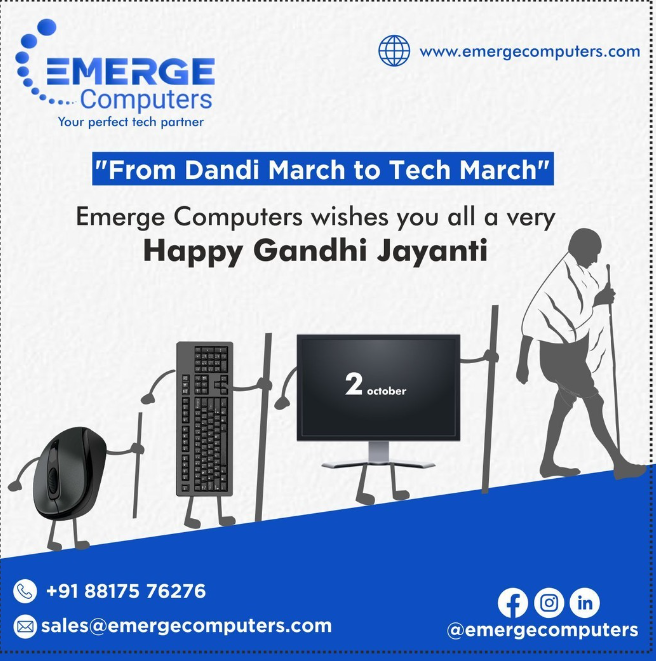 EMERGE
Computers
Your perfect tech partner
www.emergecomputers.com
"From Dandi March to Tech March"
Emerge Computers wishes you all a very
Happy Gandhi Jayanti
2 october
+91 88175 76276
sales@emergecomputers.com
@emergecomputers